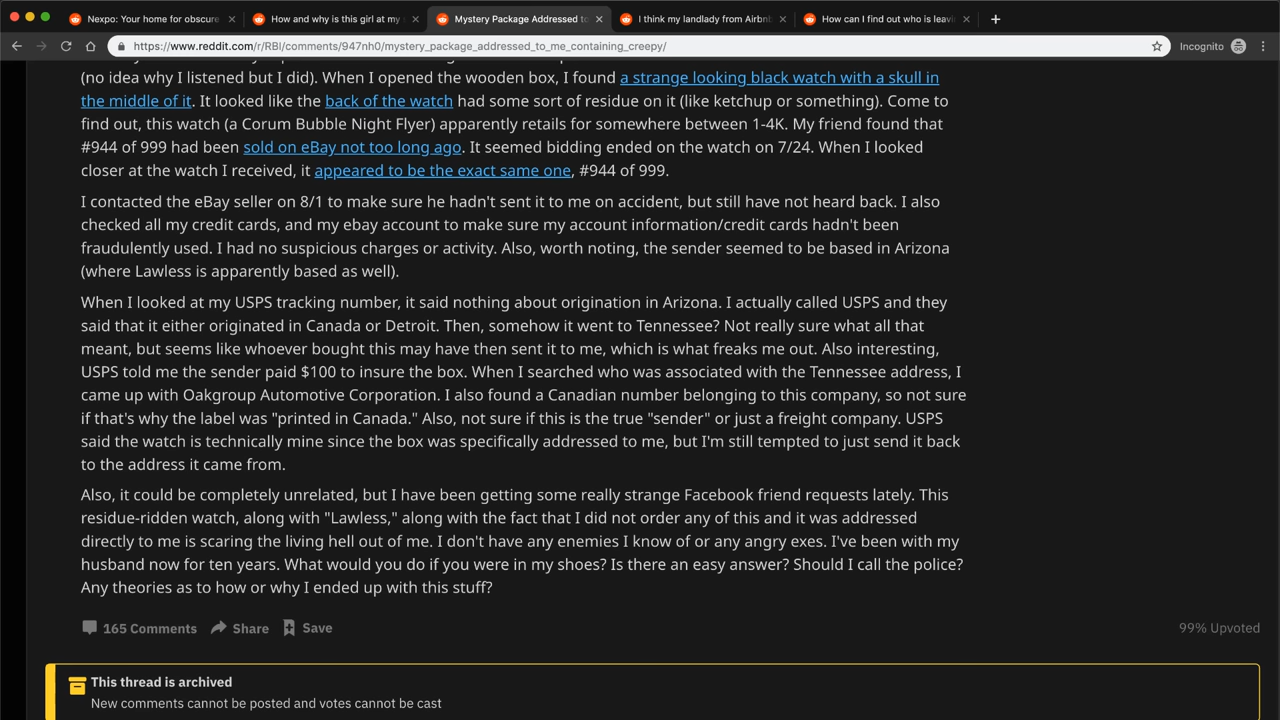 Nexpo: Your home for obscure
How and why is this girl at my
Mystery Package Addressed to
I think my landlady from Airbnb
How can I find out who is leavi
https://www.reddit.com/r/RBI/comments/947nh0/mystery_package_addressed_to_me_containing_creepy/
Incognito
(no idea why I listened but I did). When I opened the wooden box, I found a strange looking black watch with a skull in
the middle of it. It looked like the back of the watch had some sort of residue on it (like ketchup or something). Come to
find out, this watch (a Corum Bubble Night Flyer) apparently retails for somewhere between 1-4K. My friend found that
#944 of 999 had been sold on eBay not too long ago. It seemed bidding ended on the watch on 7/24. When I looked
closer at the watch I received, it appeared to be the exact same one, #944 of 999.
I contacted the eBay seller on 8/1 to make sure he hadn't sent it to me on accident, but still have not heard back. I also
checked all my credit cards, and my ebay account to make sure my account information/credit cards hadn't been
fraudulently used. I had no suspicious charges or activity. Also, worth noting, the sender seemed to be based in Arizona
(where Lawless is apparently based as well).
When I looked at my USPS tracking number, it said nothing about origination in Arizona. I actually called USPS and they
said that it either originated in Canada or Detroit. Then, somehow it went to Tennessee? Not really sure what all that
meant, but seems like whoever bought this may have then sent it to me, which is what freaks me out. Also interesting,
USPS told me the sender paid $100 to insure the box. When I searched who was associated with the Tennessee address, I
came up with Oakgroup Automotive Corporation. I also found a Canadian number belonging to this company, so not sure
if that's why the label was "printed in Canada." Also, not sure if this is the true "sender" or just a freight company. USPS
said the watch is technically mine since the box was specifically addressed to me, but I'm still tempted to just send it back
to the address it came from.
Also, it could be completely unrelated, but I have been getting some really strange Facebook friend requests lately. This
residue-ridden watch, along with "Lawless," along with the fact that I did not order any of this and it was addressed
directly to me is scaring the living hell out of me. I don't have any enemies I know of or any angry exes. I've been with my
husband now for ten years. What would you do if you were in my shoes? Is there an easy answer? Should I call the police?
Any theories as to how or why I ended up with this stuff?
165 Comments Share Save
99% Upvoted
This thread is archived
New comments cannot be posted and votes cannot be cast